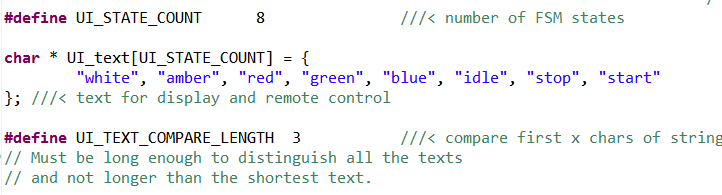 #define UI_STATE_COUNT 8 ///< number of FSM states
char * UI_text[UI_STATE_COUNT] = {
"white", "amber", "red", "green", "blue", "idle", "stop", "start"
}; ///< text for display and remote control
#define UI_TEXT_COMPARE_LENGTH 3 ///< compare first x chars of string
// Must be long enough to distinguish all the texts
// and not longer than the shortest text.